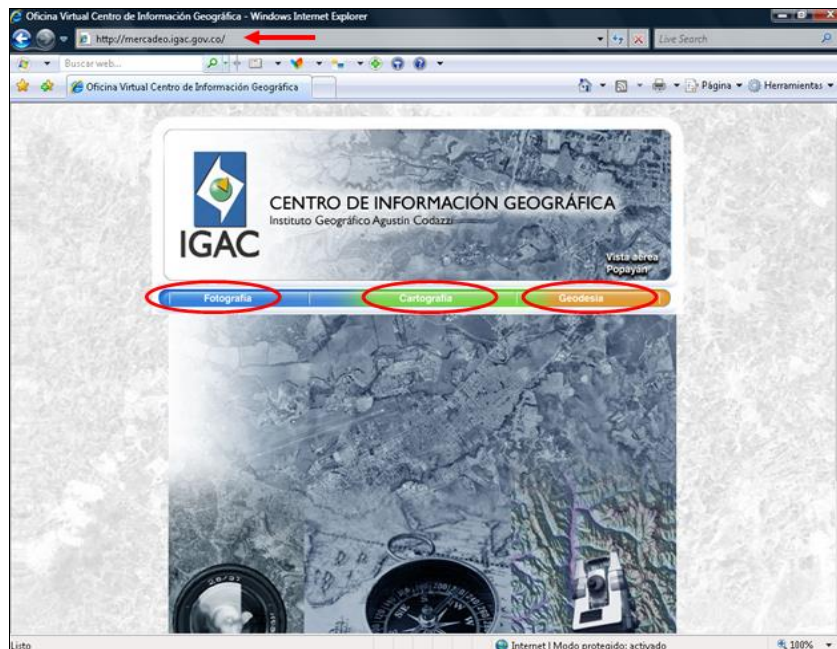 Oficina Virtual Centro de Información Geográfica - Windows Internet Explorer
http://mercadeo.igac.gov.co/
Live Search
Buscar web...
Oficina Virtual Centro de Información Geográfica
Página
Herramientas
CENTRO DE INFORMACIÓN GEOGRÁFICA
Instituto Geográfico Agustín Codazzi
IGAC
Vista aérea
Popayán
Fotografía
Cartografía
Geodesia
Listo
Internet | Modo protegido: activado
100%